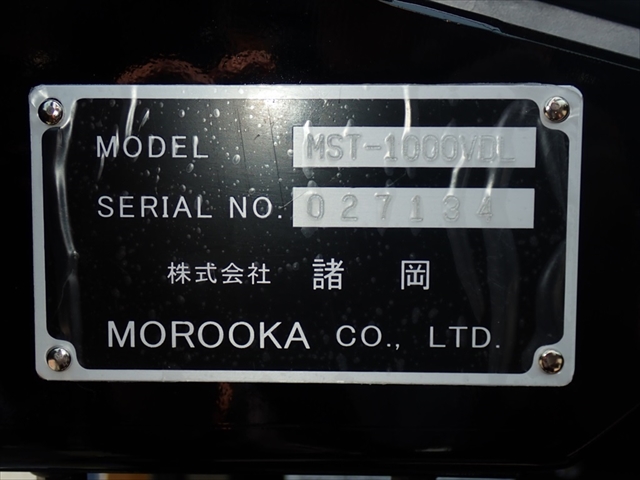 MODEL MST-1000VDL
SERIAL NO. 027134
株式会社 諸岡
MOROOKA CO., LTD.